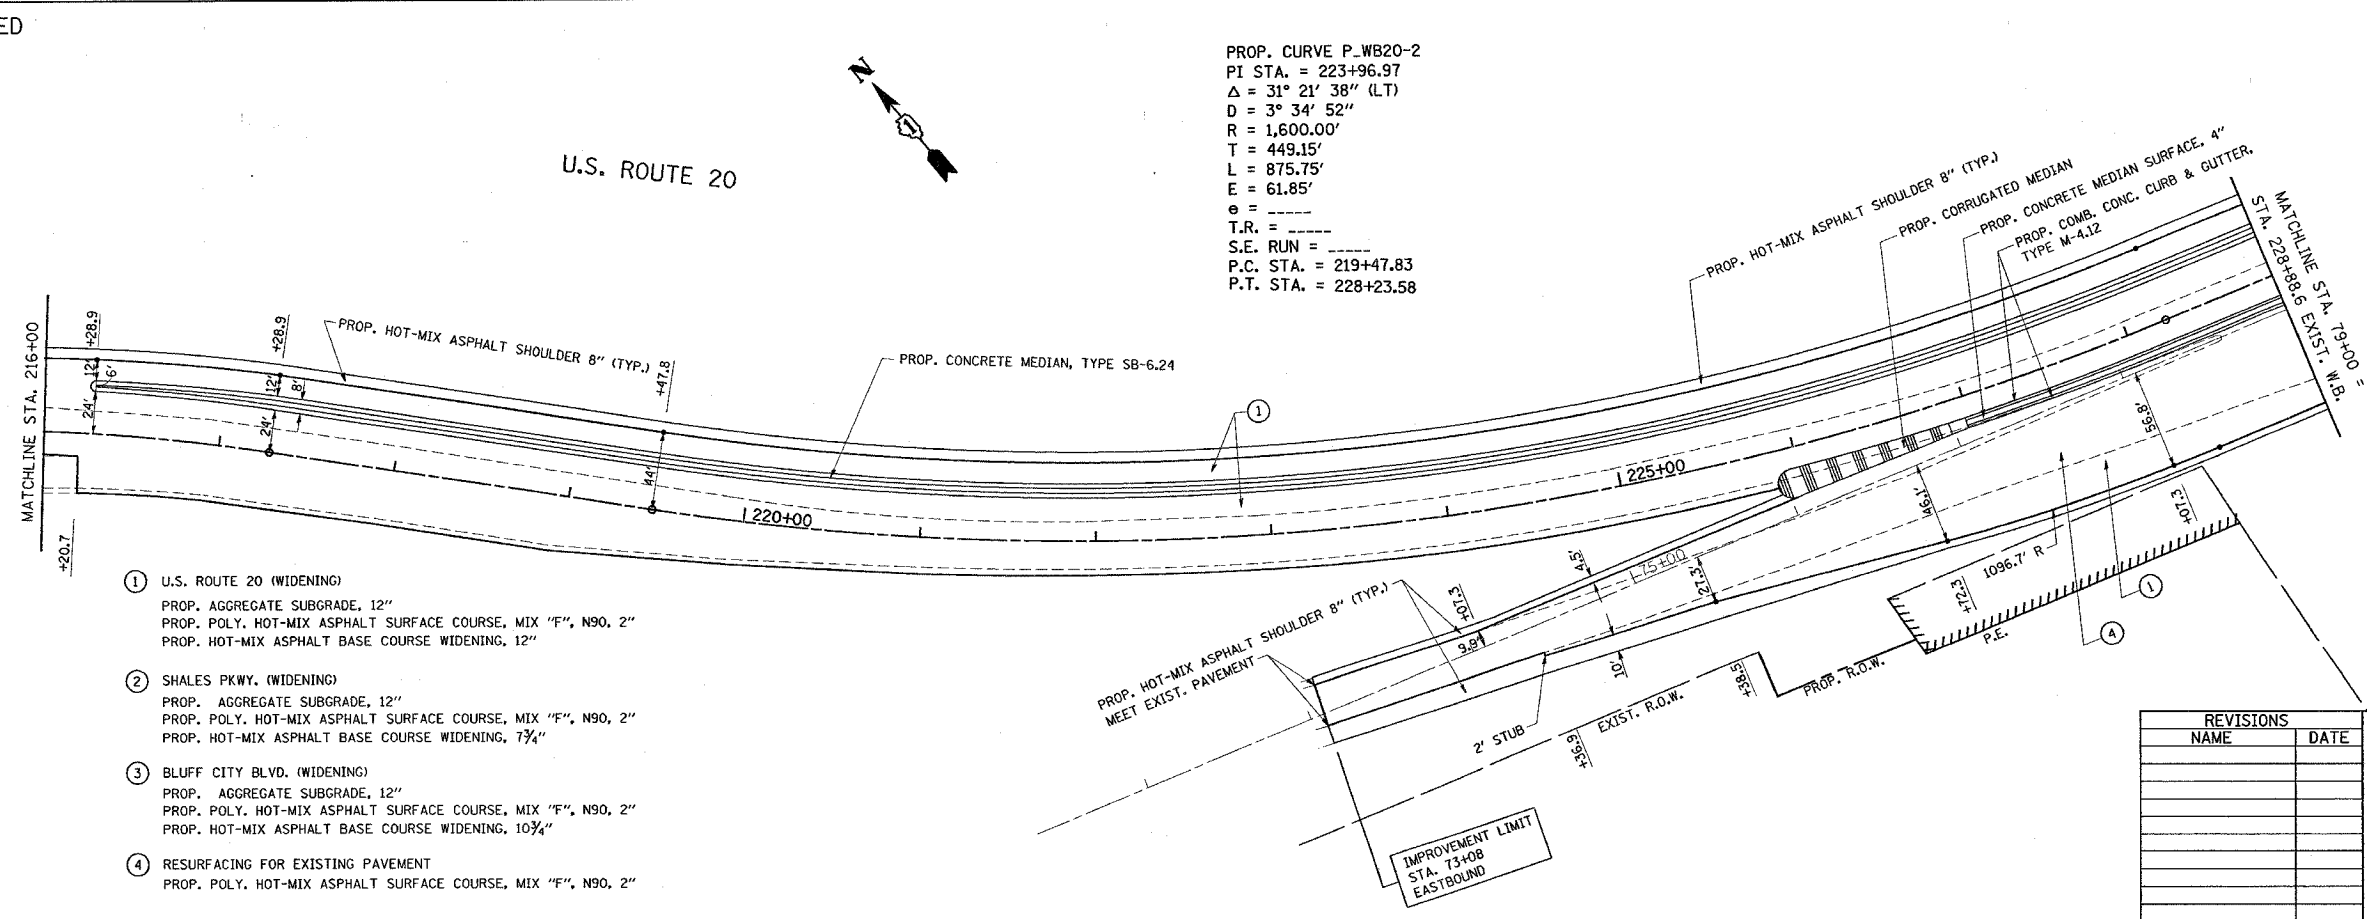 ED
U.S. ROUTE 20
N
1
PROP. CURVE P_WB20-2
PI STA. = 223+96.97
Δ = 31° 21' 38" (LT)
D = 3° 34' 52"
R = 1,600.00'
T = 449.15'
L = 875.75'
E = 61.85'
e = _____
T.R. = _____
S.E. RUN = _____
P.C. STA. = 219+47.83
P.T. STA. = 228+23.58
PROP. HOT-MIX ASPHALT SHOULDER 8" (TYP.)
PROP. CORRUGATED MEDIAN
PROP. CONCRETE MEDIAN SURFACE, 4"
PROP. COMB. CONC. CURB & GUTTER,
TYPE M-4.12
MATCHLINE STA. 79+00 =
STA. 228+88.6 EXIST. W.B.
MATCHLINE STA. 216+00
+28.9
12'
6'
24'
+20.7
+28.9
12'
8'
24'
PROP. HOT-MIX ASPHALT SHOULDER 8" (TYP.)
+47.8
44'
PROP. CONCRETE MEDIAN, TYPE SB-6.24
1
220+00
225+00
56.8'
46.1'
+07.3
1096.7' R
+72.3
P.E.
1
4
PROP. R.O.W.
+38.5
EXIST. R.O.W.
+36.9
10'
2' STUB
27.3'
75+00
4.5'
+07.3
9.9'
PROP. HOT-MIX ASPHALT SHOULDER 8" (TYP.)
MEET EXIST. PAVEMENT
IMPROVEMENT LIMIT
STA. 73+08
EASTBOUND
1 U.S. ROUTE 20 (WIDENING)
PROP. AGGREGATE SUBGRADE, 12"
PROP. POLY. HOT-MIX ASPHALT SURFACE COURSE, MIX "F", N90, 2"
PROP. HOT-MIX ASPHALT BASE COURSE WIDENING, 12"
2 SHALES PKWY. (WIDENING)
PROP. AGGREGATE SUBGRADE, 12"
PROP. POLY. HOT-MIX ASPHALT SURFACE COURSE, MIX "F", N90, 2"
PROP. HOT-MIX ASPHALT BASE COURSE WIDENING, 7¾"
3 BLUFF CITY BLVD. (WIDENING)
PROP. AGGREGATE SUBGRADE, 12"
PROP. POLY. HOT-MIX ASPHALT SURFACE COURSE, MIX "F", N90, 2"
PROP. HOT-MIX ASPHALT BASE COURSE WIDENING, 10¾"
4 RESURFACING FOR EXISTING PAVEMENT
PROP. POLY. HOT-MIX ASPHALT SURFACE COURSE, MIX "F", N90, 2"
REVISIONS
NAME DATE